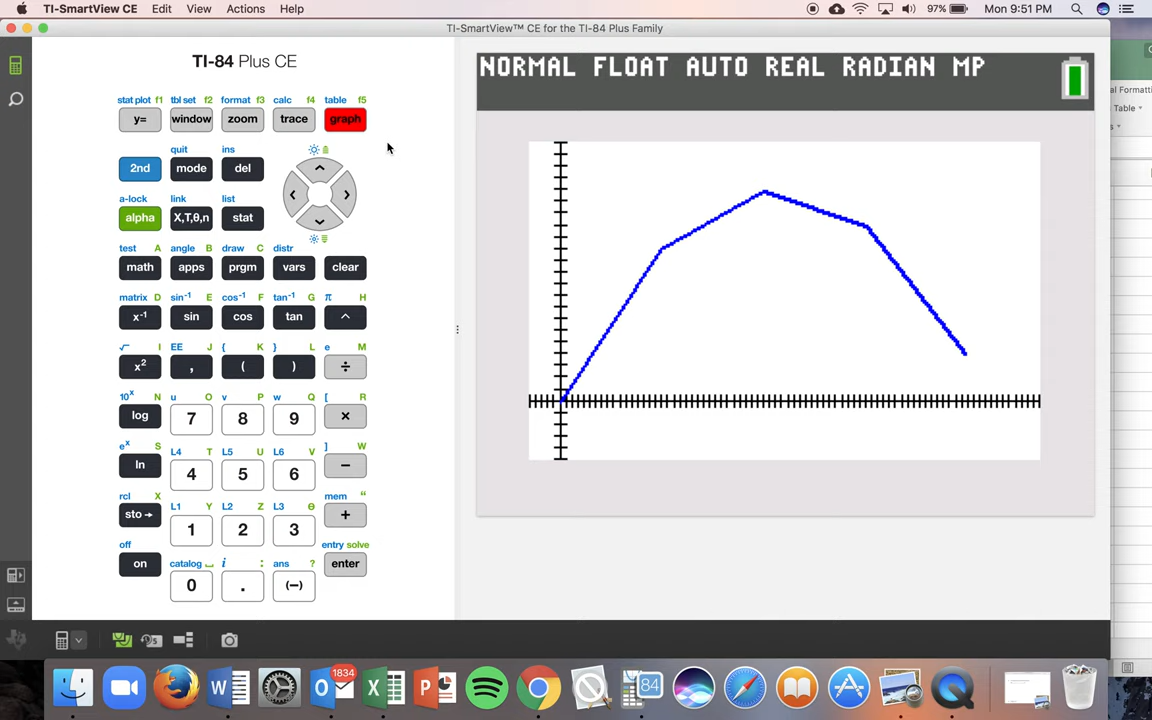 TI-SmartView CE Edit View Actions Help 97% Mon 9:51 PM
TI-SmartView™ CE for the TI-84 Plus Family
TI-84 Plus CE
NORMAL FLOAT AUTO REAL RADIAN MP
stat plot f1 tbl set f2 format f3 calc f4 table f5
y= window zoom trace graph
quit ins
2nd mode del
a-lock link list
alpha X,T,θ,n stat
test A angle B draw C distr
math apps prgm vars clear
matrix D sin-1 E cos-1 F tan-1 G π H
x-1 sin cos tan ^
√ I EE J { K } L e M
x2 , ( ) ÷
10x N u O v P w Q [ R
log 7 8 9 ×
ex S L4 T L5 U L6 V ] W
ln 4 5 6 −
rcl X L1 Y L2 Z L3 θ mem “
sto→ 1 2 3 +
off catalog ⎵ i : ans ? entry solve
on 0 . (−) enter
al Formatti
Table
1834
84